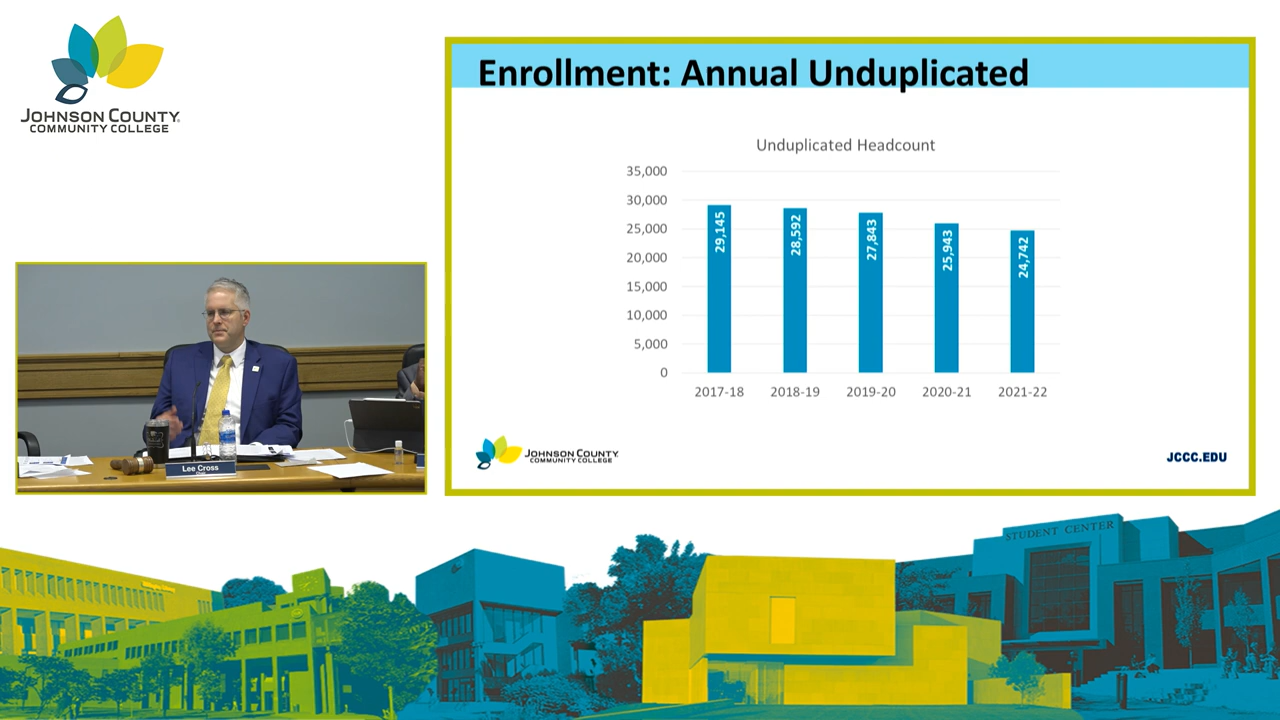 JOHNSON COUNTY
COMMUNITY COLLEGE
Enrollment: Annual Unduplicated
Unduplicated Headcount
35,000
30,000
25,000
20,000
15,000
10,000
5,000
0
29,145
28,592
27,843
25,943
24,742
2017-18
2018-19
2019-20
2020-21
2021-22
JOHNSON COUNTY
COMMUNITY COLLEGE
JCCC.EDU
Lee Cross
Chair
STUDENT CENTER